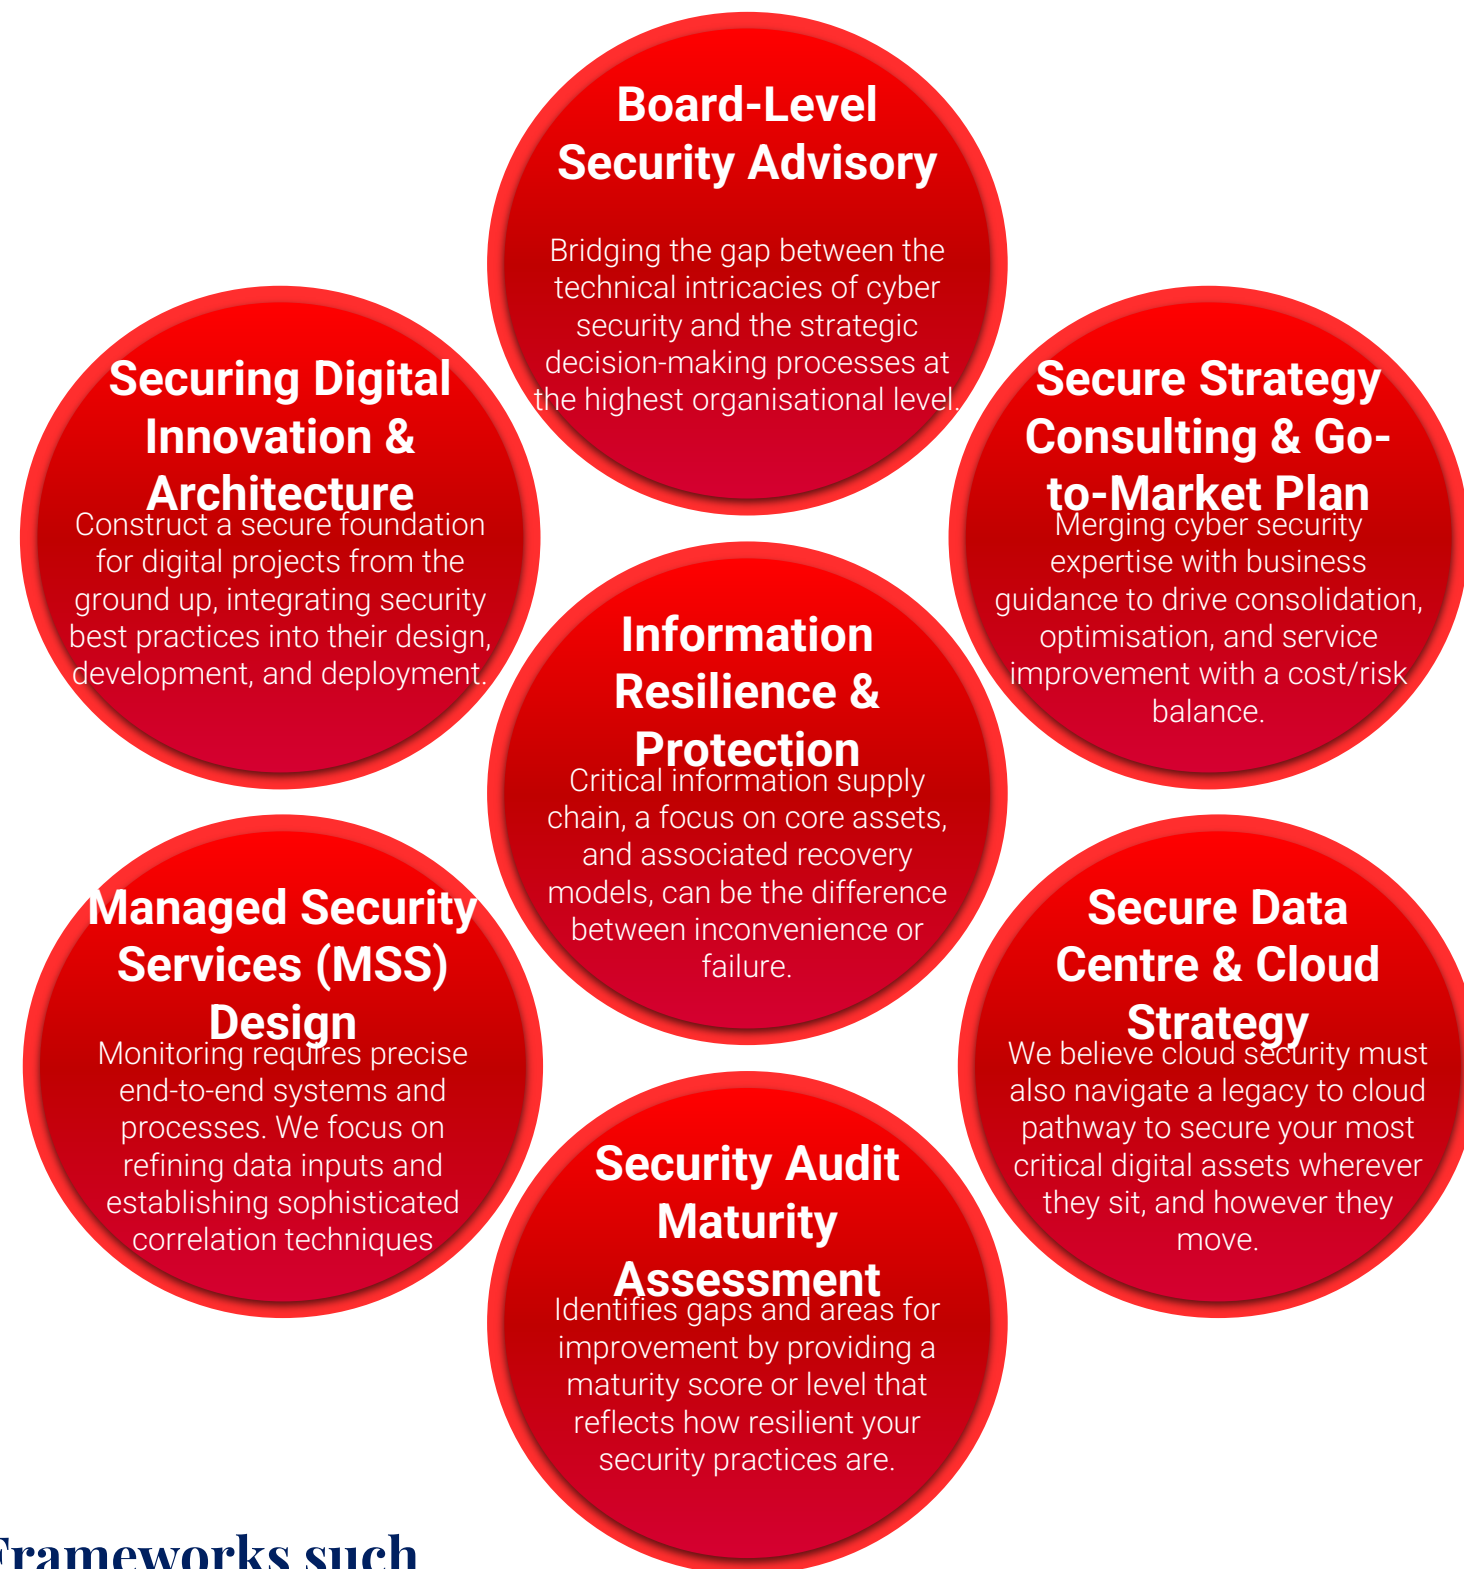 Board-Level
Security Advisory
Bridging the gap between the
technical intricacies of cyber
security and the strategic
decision-making processes at
the highest organisational level.
Securing Digital
Innovation &
Architecture
Construct a secure foundation
for digital projects from the
ground up, integrating security
best practices into their design,
development, and deployment.
Secure Strategy
Consulting & Go-
to-Market Plan
Merging cyber security
expertise with business
guidance to drive consolidation,
optimisation, and service
improvement with a cost/risk
balance.
Information
Resilience &
Protection
Critical information supply
chain, a focus on core assets,
and associated recovery
models, can be the difference
between inconvenience or
failure.
Managed Security
Services (MSS)
Design
Monitoring requires precise
end-to-end systems and
processes. We focus on
refining data inputs and
establishing sophisticated
correlation techniques
Secure Data
Centre & Cloud
Strategy
We believe cloud security must
also navigate a legacy to cloud
pathway to secure your most
critical digital assets wherever
they sit, and however they
move.
Security Audit
Maturity
Assessment
Identifies gaps and areas for
improvement by providing a
maturity score or level that
reflects how resilient your
security practices are.
Frameworks such